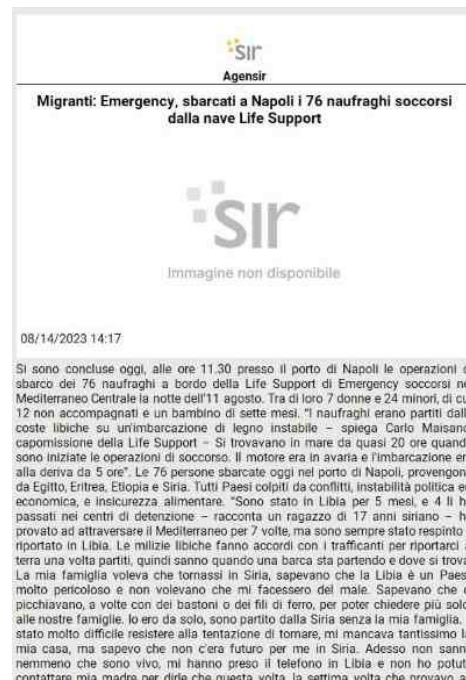 SIr
Agensir
Migranti: Emergency, sbarcati a Napoli i 76 naufraghi soccorsi
dalla nave Life Support
SIr
Immagine non disponibile
08/14/2023 14:17
Si sono concluse oggi, alle ore 11.30 presso il porto di Napoli le operazioni
sbarco dei 76 naufraghi a bordo della Life Support di Emergency soccorsi
Mediterraneo Centrale la notte dell'11 agosto. Tra di loro 7 donne e 24 minori, di
12 non accompagnati e un bambino di sette mesi. "I naufraghi erano partiti
coste libiche su un'imbarcazione di legno instabile – spiega Carlo
capomissione della Life Support – Si trovavano in mare da quasi 20 ore
sono iniziate le operazioni di soccorso. Il motore era in avaria e l'imbarcazione
alla deriva da 5 ore". Le 76 persone sbarcate oggi nel porto di Napoli,
da Egitto, Eritrea, Etiopia e Siria. Tutti Paesi colpiti da conflitti, instabilità politica
economica, e insicurezza alimentare. "Sono stato in Libia per 5 mesi, e 4 li
passati nei centri di detenzione – racconta un ragazzo di 17 anni siriano –
provato ad attraversare il Mediterraneo per 7 volte, ma sono sempre stato respinto
riportato in Libia. Le milizie libiche fanno accordi con i trafficanti per riportarci
terra una volta partiti, quindi sanno quando una barca sta partendo e dove si
La mia famiglia voleva che tornassi in Siria, sapevano che la Libia è un
molto pericoloso e non volevano che mi facessero del male. Sapevano che
picchiavano, a volte con dei bastoni o dei fili di ferro, per poter chiedere più
alle nostre famiglie. Io ero da solo, sono partito dalla Siria senza la mia famiglia.
stato molto difficile resistere alla tentazione di tornare, mi mancava tantissimo
mia casa, ma sapevo che non c'era futuro per me in Siria. Adesso non
nemmeno che sono vivo, mi hanno preso il telefono in Libia e non ho
contattare mia madre per dirle che questa volta, la settima volta che provavo